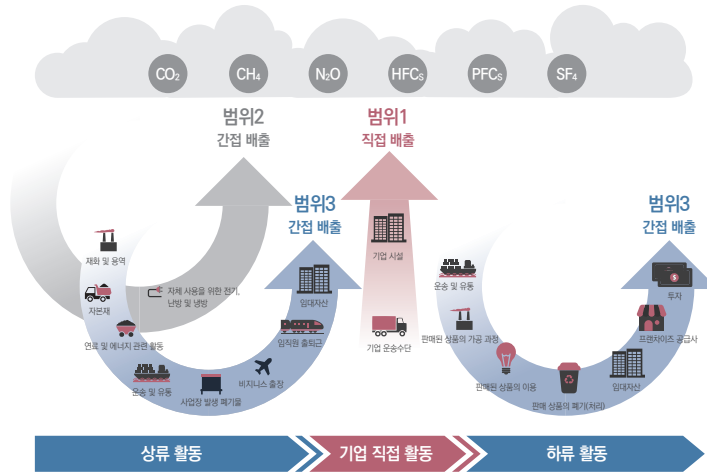 CO2
CH4
N2O
HFCS
PFCS
SF4
범위2
간접 배출
범위1
직접 배출
범위3
간접 배출
범위3
간접 배출
재화 및 용역
자본재
연료 및 에너지 관련 활동
운송 및 유통
사업장 발생 폐기물
비지니스 출장
임직원 출퇴근
임대자산
자체 사용을 위한 전기,
난방 및 냉방
기업 시설
기업 운송수단
운송 및 유통
판매된 상품의 가공 과정
판매된 상품의 이용
판매 상품의 폐기(처리)
임대자산
프랜차이즈 공급사
투자
$
상류 활동
기업 직접 활동
하류 활동